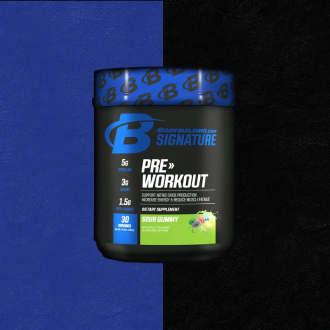 BODYBUILDING.COM
SIGNATURE
5G
3G
1.5G
30
PRE»
WORKOUT
SUPPORT NITRIC OXIDE PRODUCTION
INCREASE ENERGY & REDUCE MUSCLE FATIGUE
DIETARY SUPPLEMENT
SOUR GUMMY